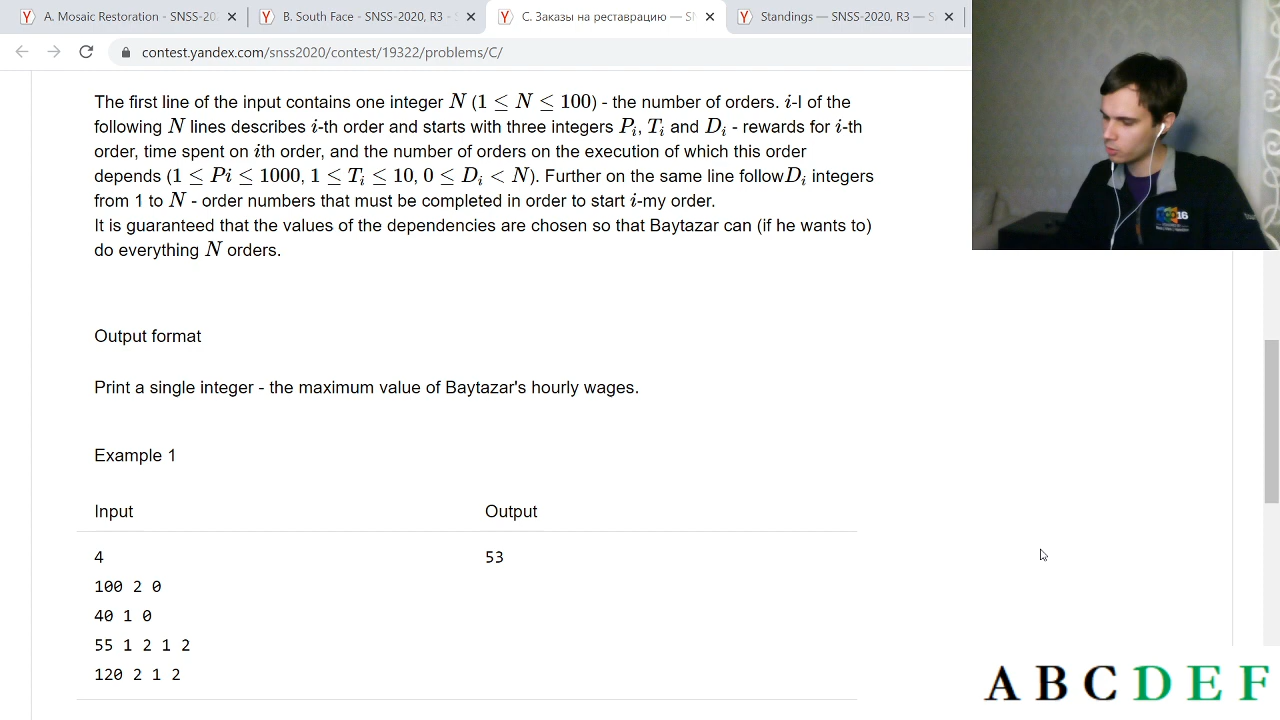 A. Mosaic Restoration - SNSS-20
B. South Face - SNSS-2020, R3 -
C. Заказы на реставрацию — SN
Standings — SNSS-2020, R3 — S
contest.yandex.com/snss2020/contest/19322/problems/C/
The first line of the input contains one integer N (1 ≤ N ≤ 100) - the number of orders. i-I of the
following N lines describes i-th order and starts with three integers P_i, T_i and D_i - rewards for i-th
order, time spent on ith order, and the number of orders on the execution of which this order
depends (1 ≤ Pi ≤ 1000, 1 ≤ T_i ≤ 10, 0 < D_i < N). Further on the same line followD_i integers
from 1 to N - order numbers that must be completed in order to start i-my order.
It is guaranteed that the values of the dependencies are chosen so that Baytazar can (if he wants to)
do everything N orders.
Output format
Print a single integer - the maximum value of Baytazar's hourly wages.
Example 1
Input Output
4 53
100 2 0
40 1 0
55 1 2 1 2
120 2 1 2
16
A B C D E F